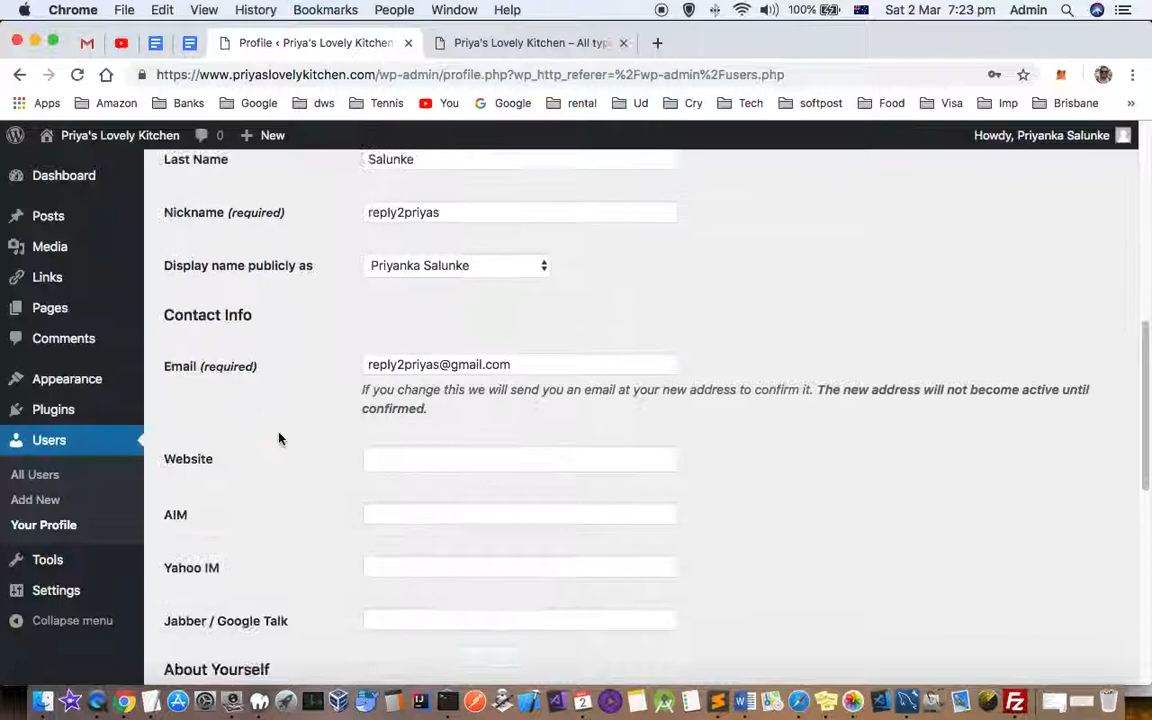 Chrome File Edit View History Bookmarks People Window Help 100% Sat 2 Mar 7:23 pm Admin
Profile ‹ Priya's Lovely Kitchen × Priya's Lovely Kitchen – All typ ×
https://www.priyaslovelykitchen.com/wp-admin/profile.php?wp_http_referer=%2Fwp-admin%2Fusers.php
Apps Amazon Banks Google dws Tennis You Google rental Ud Cry Tech softpost Food Visa Imp Brisbane »
Priya's Lovely Kitchen 0 + New Howdy, Priyanka Salunke
Dashboard
Posts
Media
Links
Pages
Comments
Appearance
Plugins
Users
All Users
Add New
Your Profile
Tools
Settings
Collapse menu
Last Name Salunke
Nickname (required) reply2priyas
Display name publicly as Priyanka Salunke
Contact Info
Email (required) reply2priyas@gmail.com
If you change this we will send you an email at your new address to confirm it. The new address will not become active until
confirmed.
Website
AIM
Yahoo IM
Jabber / Google Talk
About Yourself